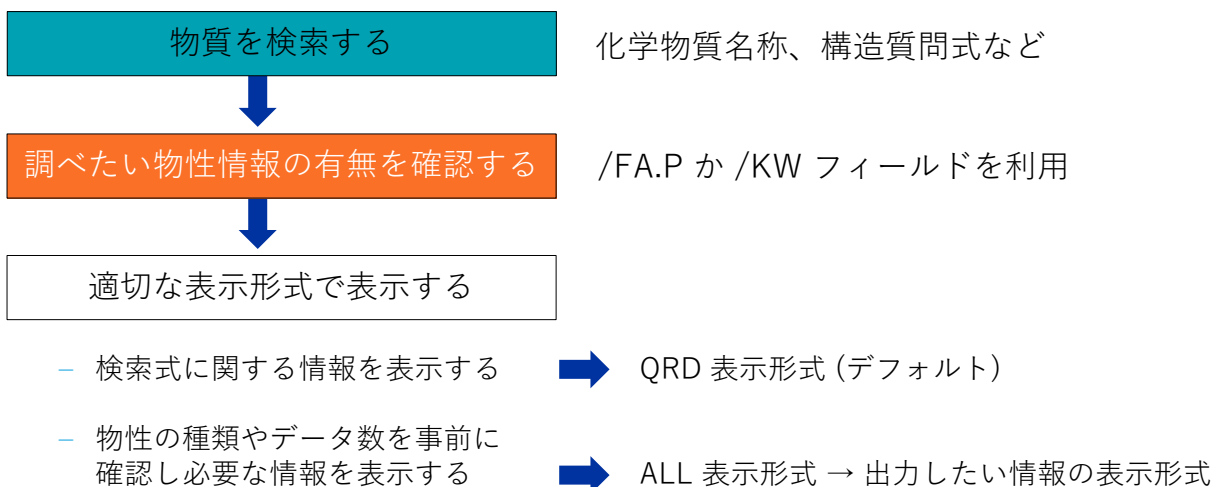 物質を検索する
化学物質名称、構造質問式など
調べたい物性情報の有無を確認する
/FA.P か /KW フィールドを利用
適切な表示形式で表示する
– 検索式に関する情報を表示する
QRD 表示形式 (デフォルト)
– 物性の種類やデータ数を事前に
確認し必要な情報を表示する
ALL 表示形式 → 出力したい情報の表示形式